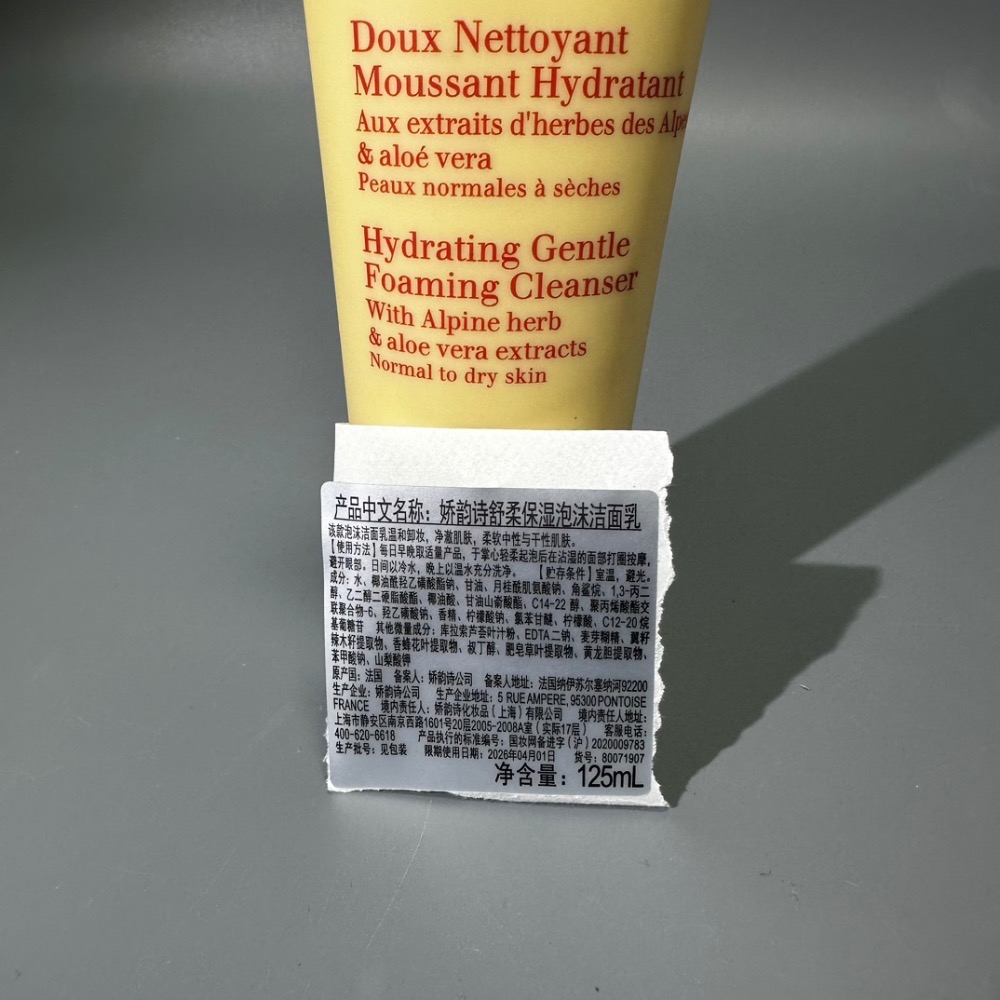 Doux Nettoyant
Moussant Hydratant
Aux extraits d'herbes des Alpe
& aloé vera
Peaux normales à sèches
Hydrating Gentle
Foaming Cleanser
With Alpine herb
& aloe vera extracts
Normal to dry skin
产品中文名称：娇韵诗舒柔保湿泡沫洁面乳
该款泡沫洁面乳温和卸妆，净澈肌肤，柔软中性与干性肌肤。
【使用方法】每日早晚取适量产品，于掌心轻柔起泡后在沾湿的面部打圈按摩，
避开眼部。日间以冷水，晚上以温水充分洗净。 【贮存条件】室温，避光。
成分：水、椰油酰羟乙磺酸酯钠、甘油、月桂酰肌氨酸钠、角鲨烷、1,3-丙二
醇、乙二醇二硬脂酸酯、椰油酸、甘油山嵛酸酯、C14-22 醇、聚丙烯酸酯交
联聚合物-6、羟乙磺酸钠、香精、柠檬酸钠、氯苯甘醚、柠檬酸、C12-20 烷
基葡糖苷 其他微量成分：库拉索芦荟叶汁粉、EDTA 二钠、麦芽糊精、翼籽
辣木籽提取物、香蜂花叶提取物、叔丁醇、肥皂草叶提取物、黄龙胆提取物、
苯甲酸钠、山梨酸钾
原产国：法国 备案人：娇韵诗公司 备案人地址：法国纳伊苏尔塞纳河92200
生产企业：娇韵诗公司 生产企业地址：5 RUE AMPERE, 95300 PONTOISE
FRANCE 境内责任人：娇韵诗化妆品（上海）有限公司 境内责任人地址：
上海市静安区南京西路1601号20层2005-2008A室（实际17层） 客服电话：
400-620-6618 产品执行的标准编号：国妆网备进字（沪）2020009783
生产批号：见包装 限期使用日期：2026年04月01日 货号：80071907
净含量：125mL